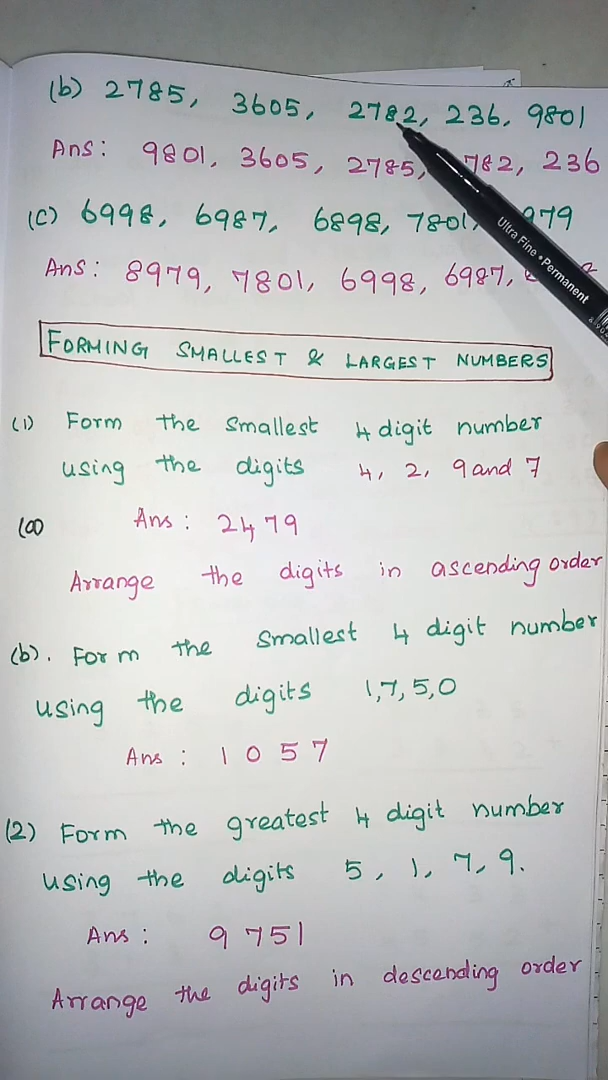 (b) 2785, 3605, 2782, 236, 9801
Ans: 9801, 3605, 2785, 782, 236
(c) 6998, 6987, 6898, 7801, 979
Ans: 8979, 7801, 6998, 6987,
Ultra Fine • Permanent
FORMING SMALLEST & LARGEST NUMBERS
(1) Form the smallest 4 digit number
using the digits 4, 2, 9 and 7
(a) Ans: 2479
Arrange the digits in ascending order
(b). Form the smallest 4 digit number
using the digits 1,7,5,0
Ans: 1057
(2) Form the greatest 4 digit number
using the digits 5, 1, 7, 9.
Ans: 9751
Arrange the digits in descending order